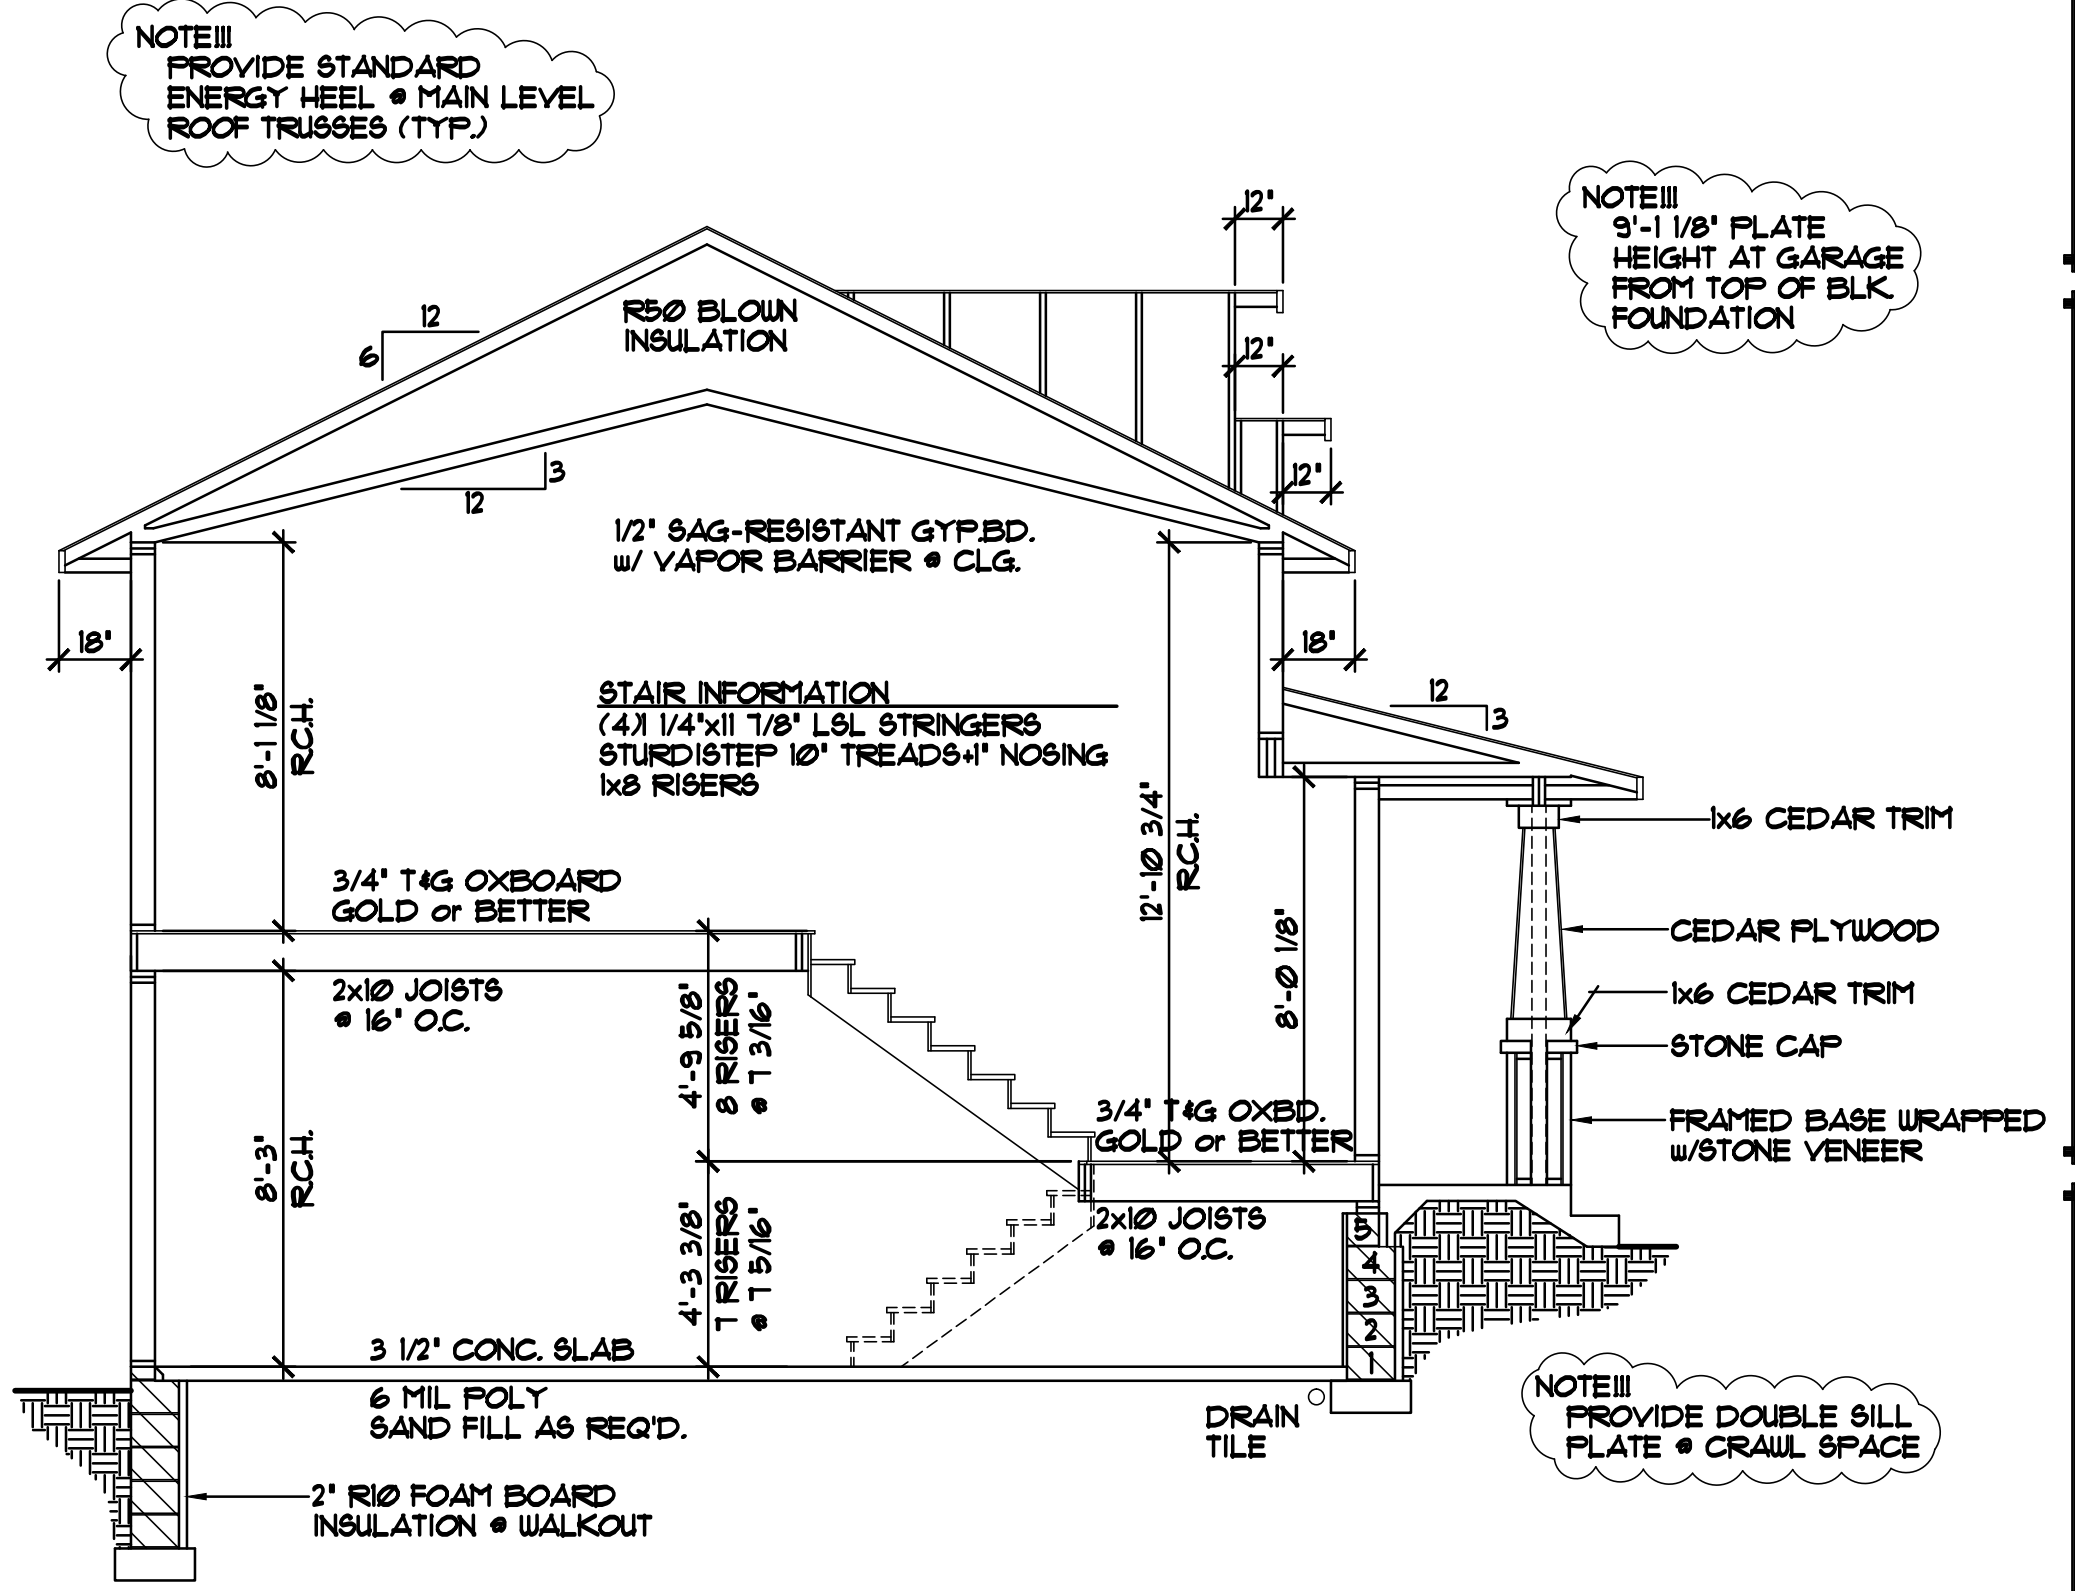 NOTE!!!
PROVIDE STANDARD
ENERGY HEEL @ MAIN LEVEL
ROOF TRUSSES (TYP.)
12"
NOTE!!!
9'-1 1/8" PLATE
HEIGHT AT GARAGE
FROM TOP OF BLK.
FOUNDATION
R50 BLOWN
INSULATION
12
6
12"
12"
3
12
1/2" SAG-RESISTANT GYP.BD.
w/ VAPOR BARRIER @ CLG.
18"
18"
STAIR INFORMATION
(4)1 1/4"x11 7/8" LSL STRINGERS
STURDISTEP 10" TREADS+1" NOSING
1x8 RISERS
12
3
8'-1 1/8"
R.C.H.
12'-10 3/4"
R.C.H.
1x6 CEDAR TRIM
3/4" T&G OXBOARD
GOLD or BETTER
8'-0 1/8"
CEDAR PLYWOOD
2x10 JOISTS
@ 16" O.C.
4'-9 5/8"
8 RISERS
@ 7 3/16"
1x6 CEDAR TRIM
STONE CAP
3/4" T&G OXBD.
GOLD or BETTER
FRAMED BASE WRAPPED
w/STONE VENEER
8'-3"
R.C.H.
4'-3 3/8"
7 RISERS
@ 7 5/16"
2x10 JOISTS
@ 16" O.C.
5
4
3
2
1
3 1/2" CONC. SLAB
6 MIL POLY
SAND FILL AS REQ'D.
DRAIN
TILE
NOTE!!!
PROVIDE DOUBLE SILL
PLATE @ CRAWL SPACE
2" R10 FOAM BOARD
INSULATION @ WALKOUT